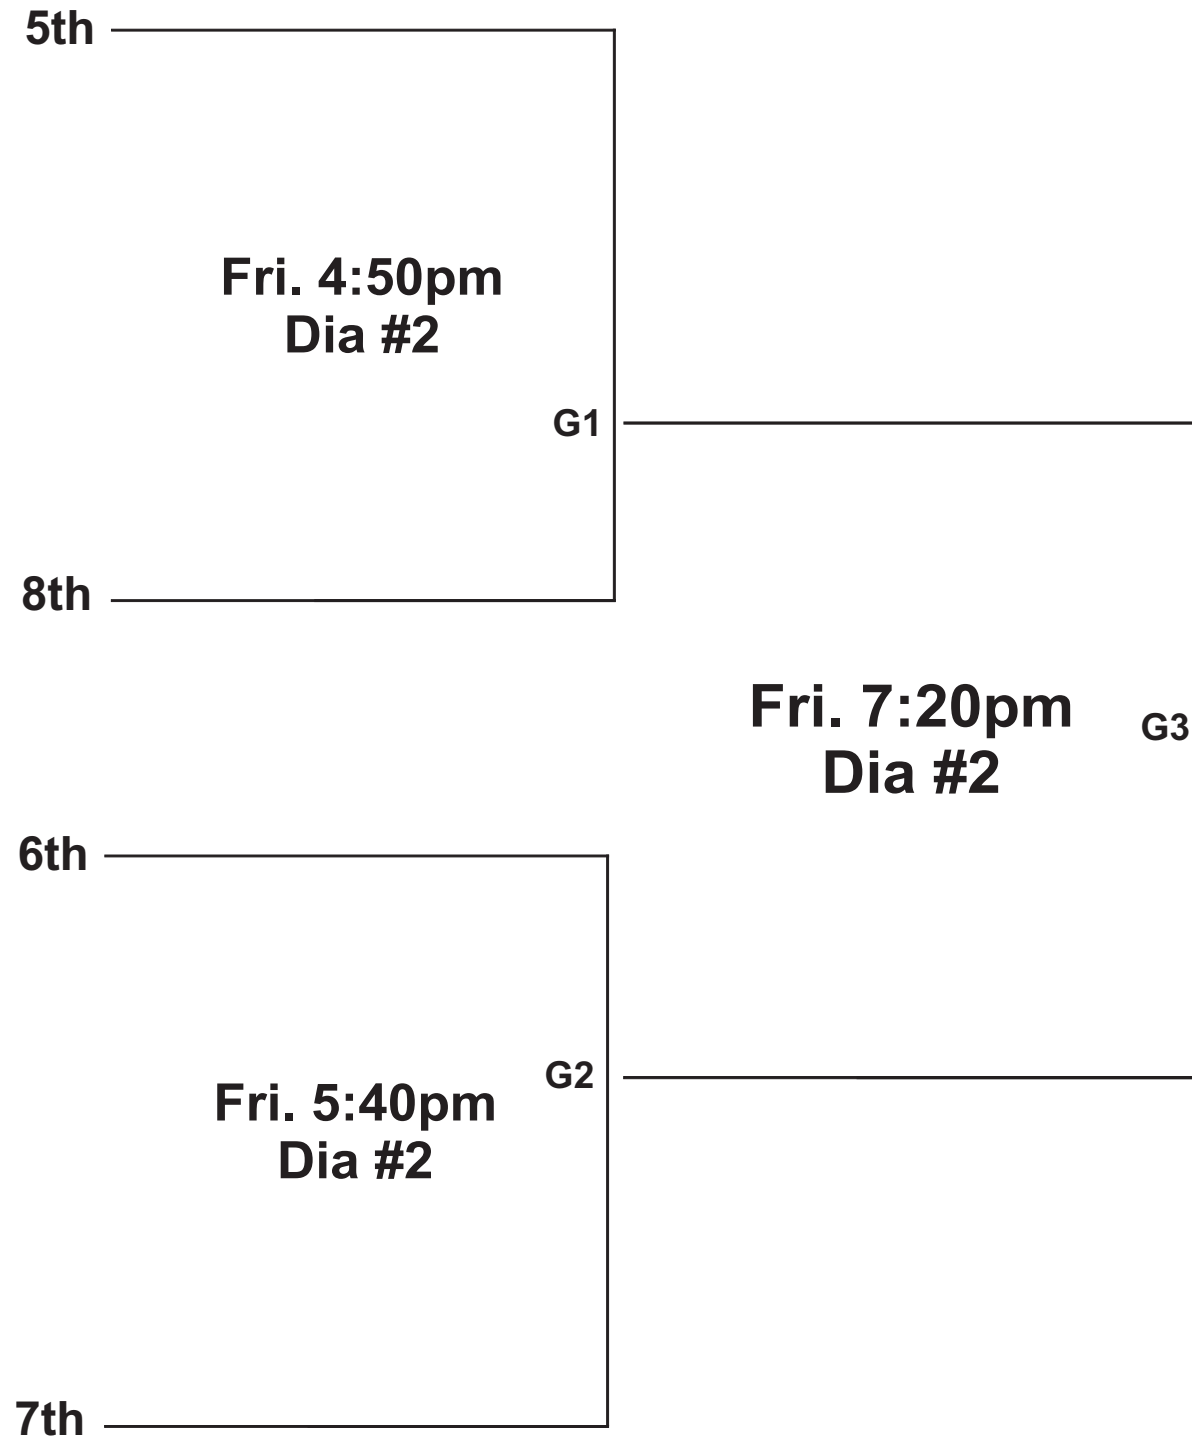 5th
Fri. 4:50pm
Dia #2
G1
8th
Fri. 7:20pm
Dia #2
G3
6th
G2
Fri. 5:40pm
Dia #2
7th